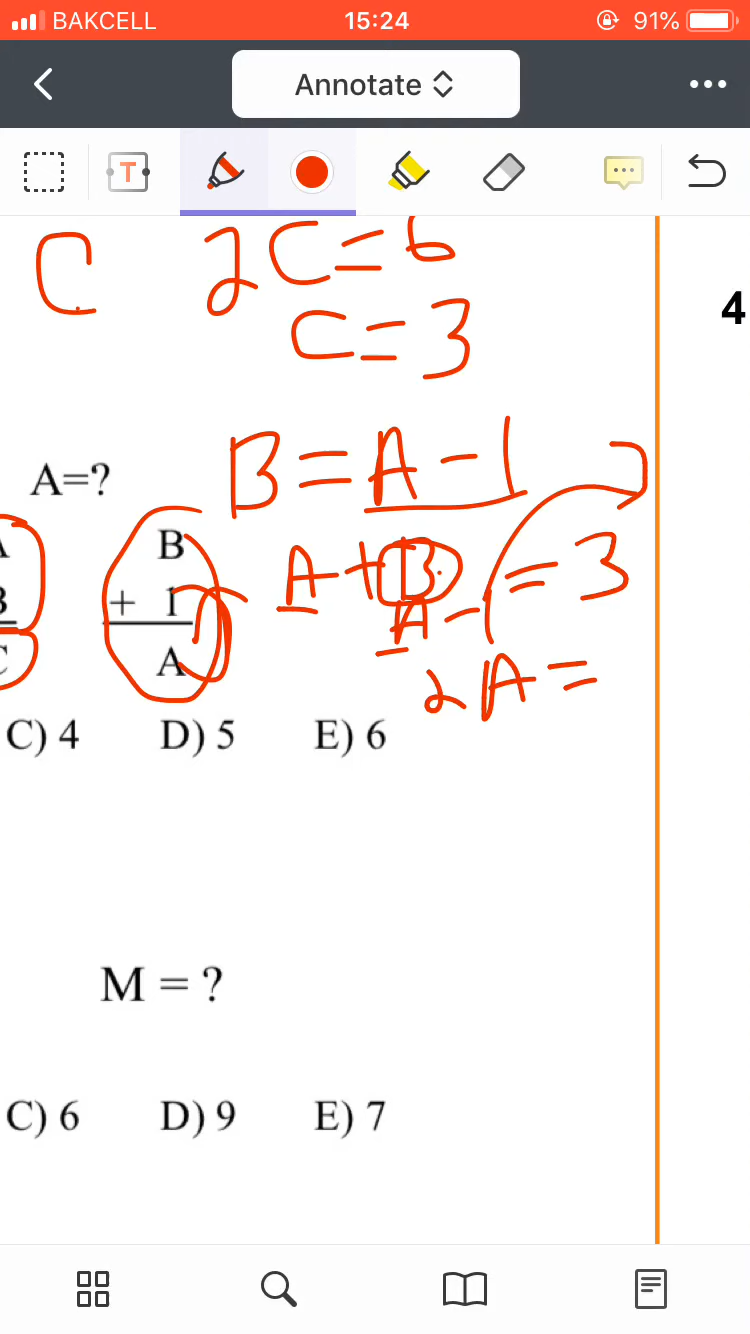 BAKCELL 15:24 91%
Annotate
T
C 2C=6
C=3
4
A=? B=A-1
B A+B=3
+ 1 A-1
A 2A=
C) 4 D) 5 E) 6
M = ?
C) 6 D) 9 E) 7